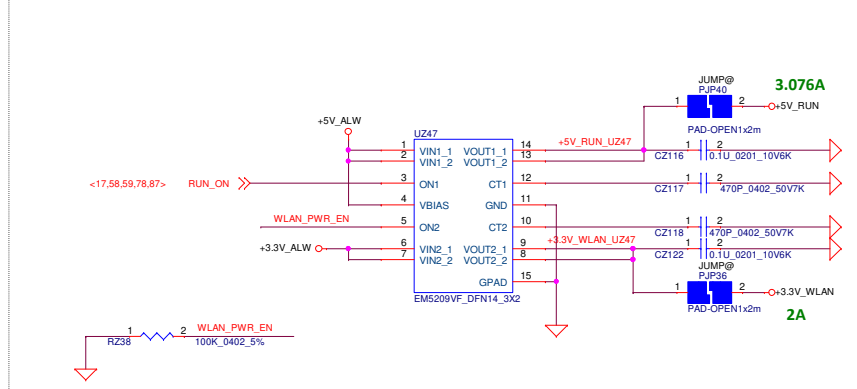 JUMP@
PJP40
3.076A
1 2
+5V_RUN
PAD-OPEN1x2m
+5V_ALW
UZ47
1 VIN1_1 VOUT1_1 14 +5V_RUN_UZ47
2 VIN1_2 VOUT1_2 13
1 2
CZ116 0.1U_0201_10V6K
<17,58,59,78,87> RUN_ON 3 ON1 CT1 12
1 2
CZ117 470P_0402_50V7K
4 VBIAS GND 11
WLAN_PWR_EN 5 ON2 CT2 10
1 2
CZ118 470P_0402_50V7K
+3.3V_ALW 6 VIN2_1 VOUT2_1 9 +3.3V_WLAN_UZ47
7 VIN2_2 VOUT2_2 8
1 2
CZ122 0.1U_0201_10V6K
JUMP@
PJP36
GPAD 15
1 2
+3.3V_WLAN
EM5209VF_DFN14_3X2
PAD-OPEN1x2m
2A
1 2 WLAN_PWR_EN
RZ38 100K_0402_5%